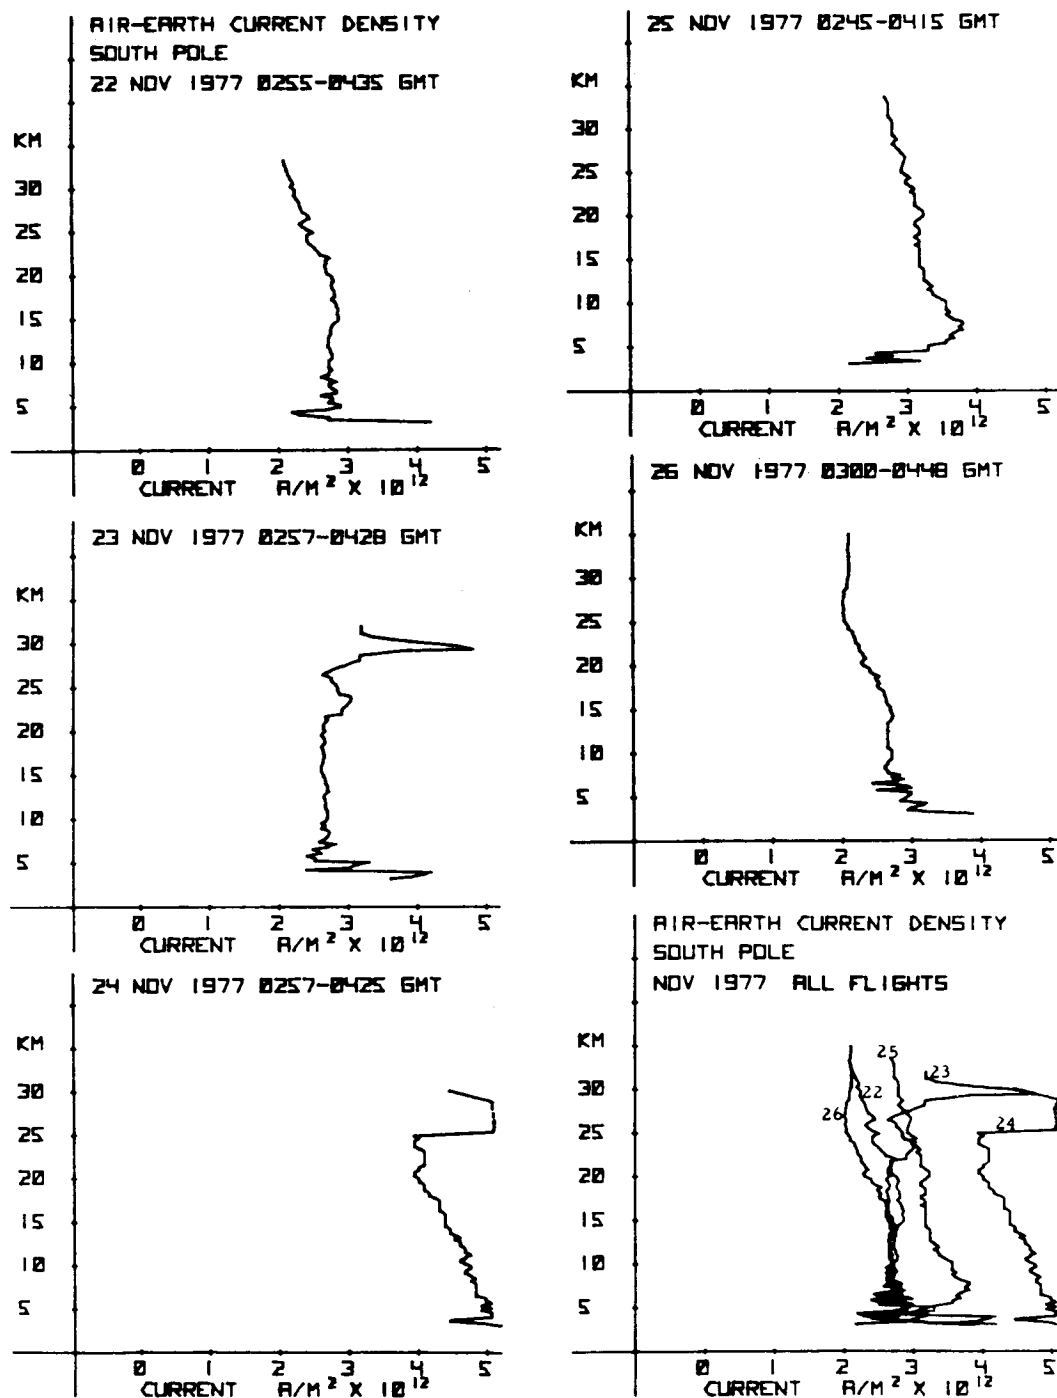 AIR-EARTH CURRENT DENSITY
SOUTH POLE
22 NOV 1977 0255-0435 GMT
KM
30
25
20
15
10
5
0 1 2 3 4 5
CURRENT A/M² X 10¹²
23 NOV 1977 0257-0428 GMT
KM
30
25
20
15
10
5
0 1 2 3 4 5
CURRENT A/M² X 10¹²
24 NOV 1977 0257-0425 GMT
KM
30
25
20
15
10
5
0 1 2 3 4 5
CURRENT A/M² X 10¹²
25 NOV 1977 0245-0415 GMT
KM
30
25
20
15
10
5
0 1 2 3 4 5
CURRENT A/M² X 10¹²
26 NOV 1977 0300-0448 GMT
KM
30
25
20
15
10
5
0 1 2 3 4 5
CURRENT A/M² X 10¹²
AIR-EARTH CURRENT DENSITY
SOUTH POLE
NOV 1977 ALL FLIGHTS
KM
25
23
30
22
26
24
25
20
15
10
5
0 1 2 3 4 5
CURRENT A/M² X 10¹²